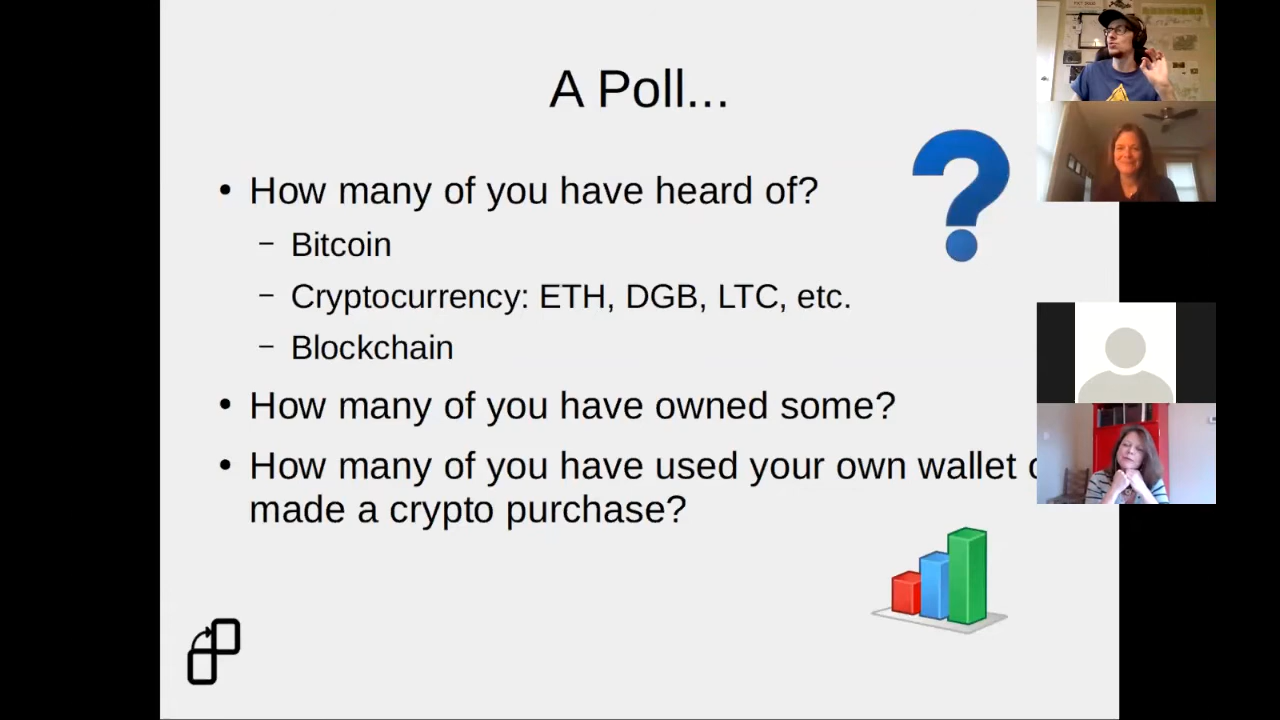 A Poll...
• How many of you have heard of?
– Bitcoin
– Cryptocurrency: ETH, DGB, LTC, etc.
– Blockchain
• How many of you have owned some?
• How many of you have used your own wallet
made a crypto purchase?